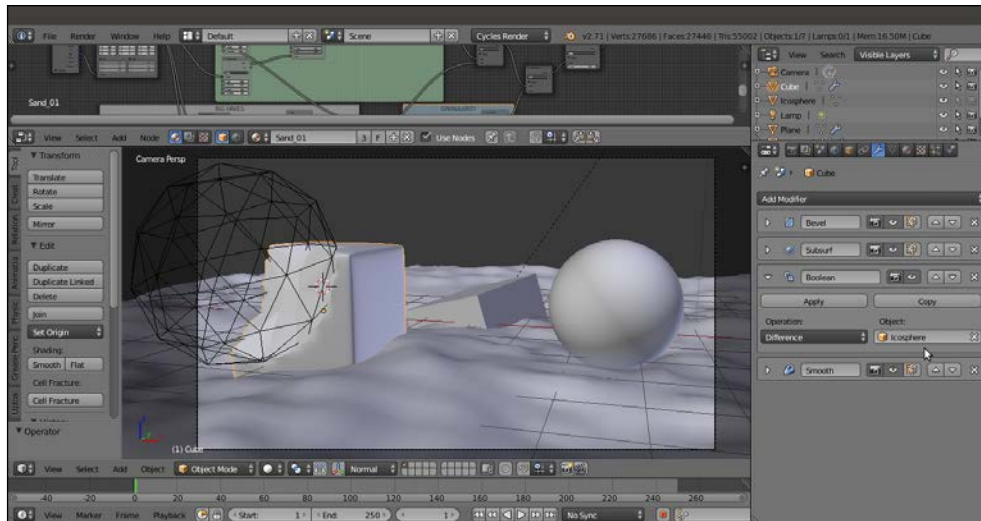 File Render Window Help Default Scene Cycles Render v2.71 | Verts:27686 | Faces:27446 | Tris:55002 | Objects:1/7 | Lamps:0/1 | Mem:16.50M | Cube
View Search Visible Layers
Camera
Cube
Icosphere
Lamp
Plane
Sand_01
View Select Add Node Sand 01 3 F Use Nodes
Cube
Transform
Translate
Rotate
Scale
Mirror
Edit
Duplicate
Duplicate Linked
Delete
Join
Set Origin
Shading:
Smooth Flat
Cell Fracture:
Cell Fracture
Operator
Camera Persp
(1) Cube
Add Modifier
Bevel
Subsurf
Boolean
Apply Copy
Operation: Object:
Difference Icosphere
Smooth
View Select Add Object Object Mode Normal
-40 -20 0 20 40 60 80 100 120 140 160 180 200 220 240 260
View Marker Frame Playback Start: 1 End: 250 1 No Sync